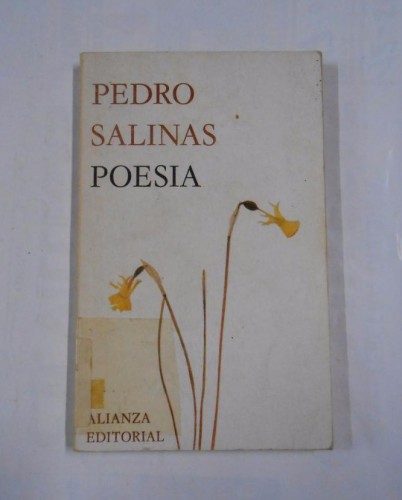 PEDRO
SALINAS
POESIA
ALIANZA
EDITORIAL